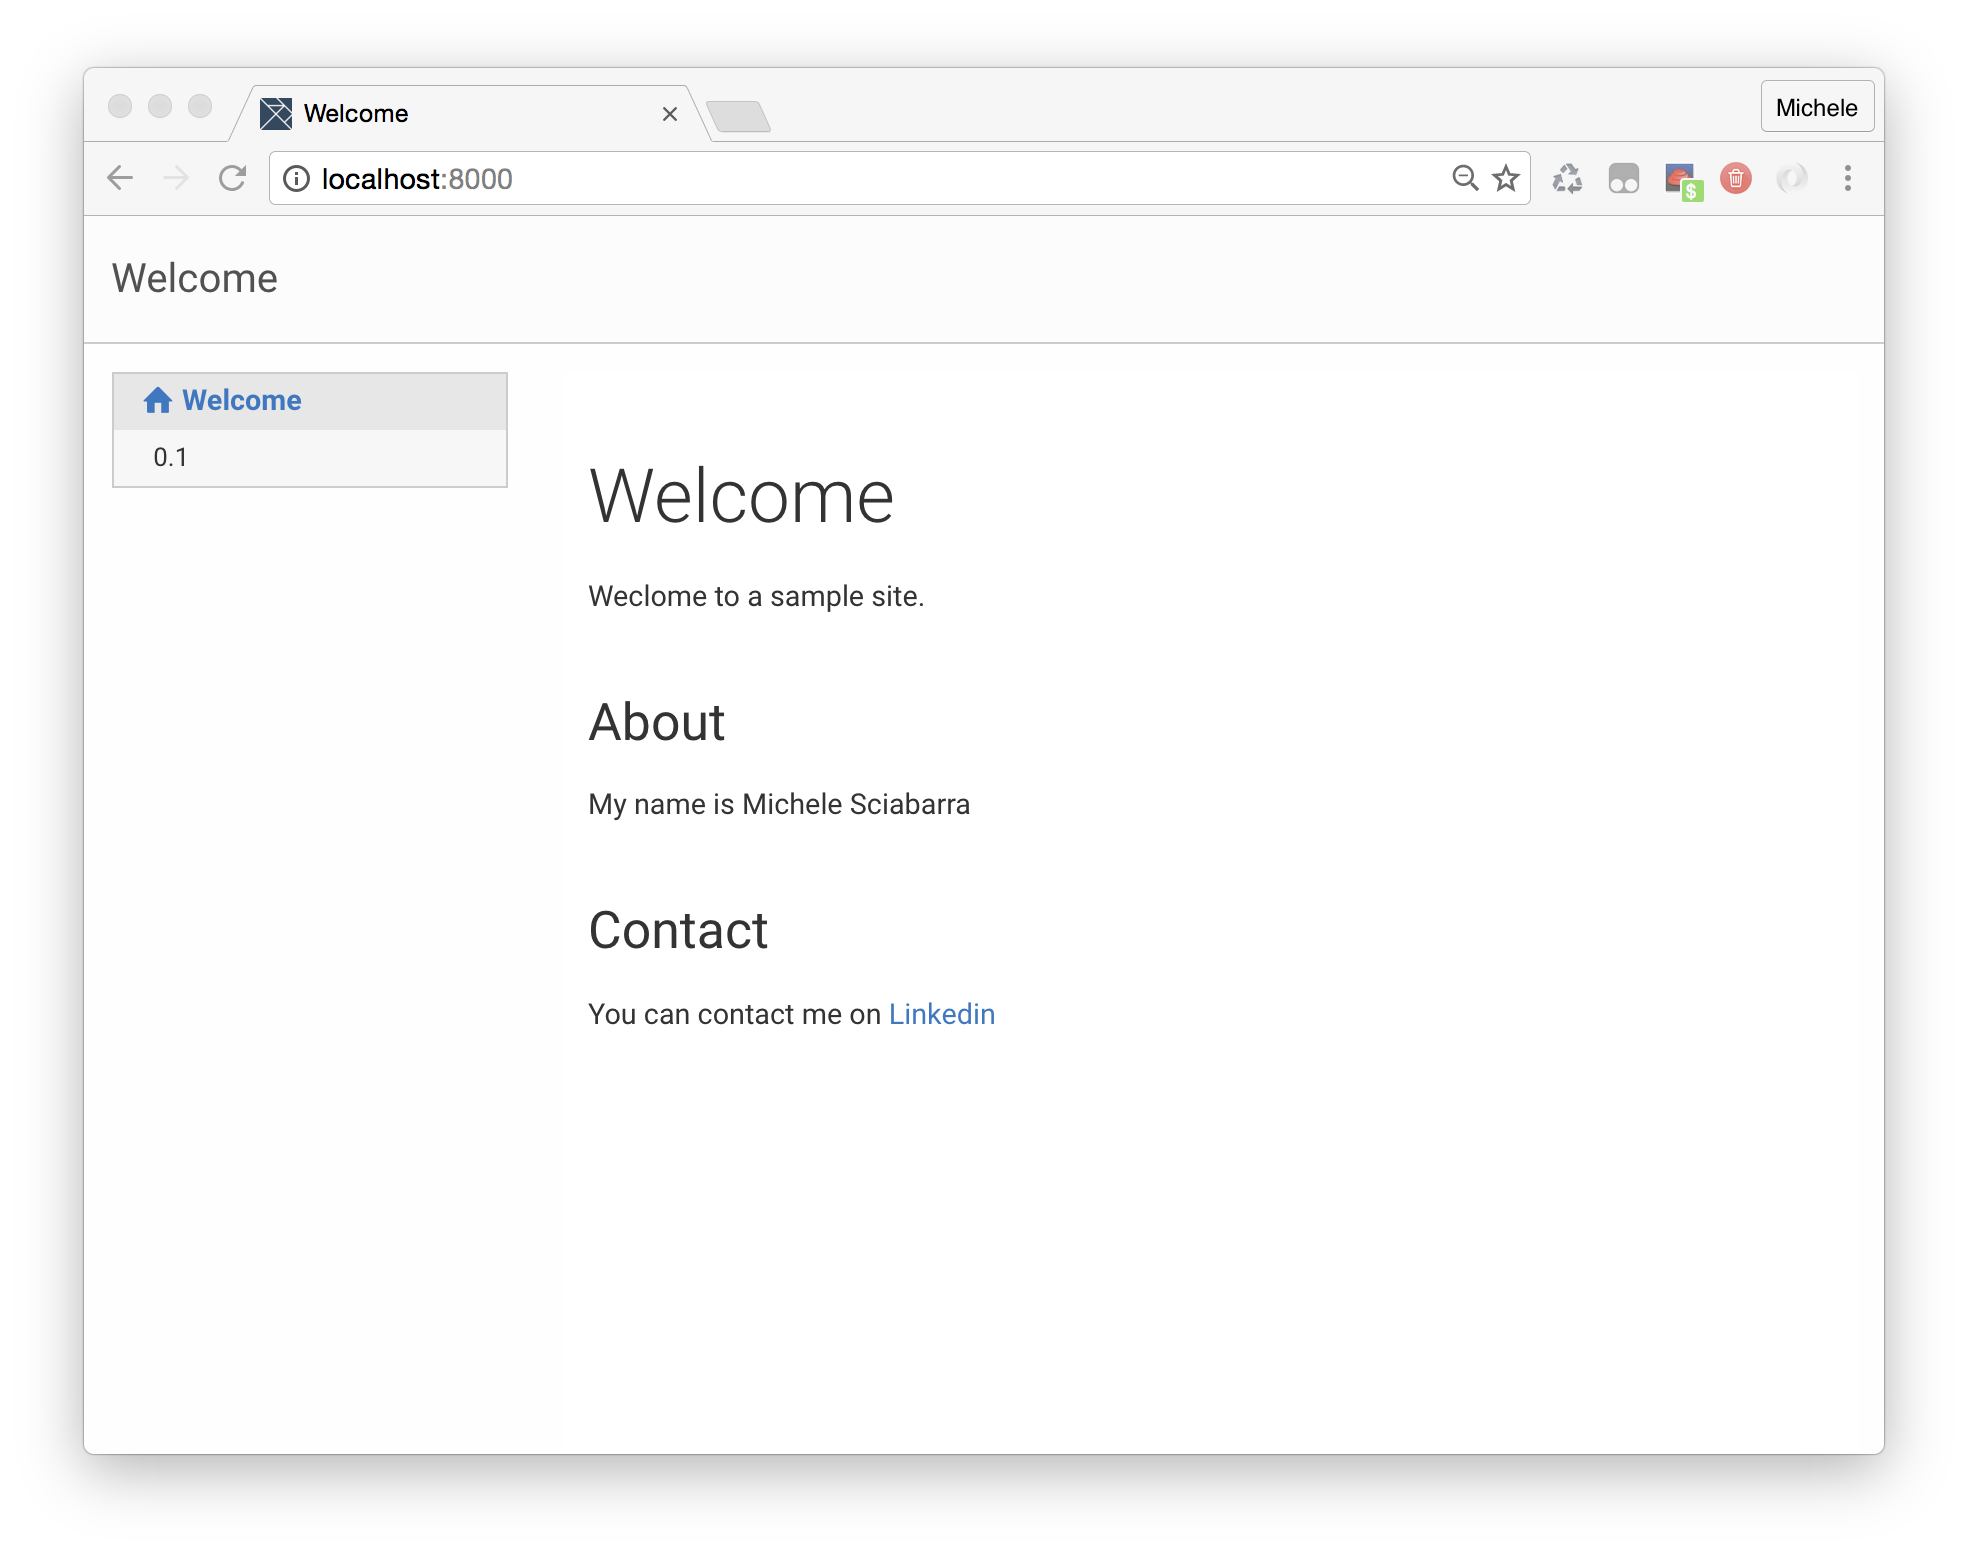 Welcome
Michele
localhost:8000
$
Welcome
Welcome
0.1
Welcome
Weclome to a sample site.
About
My name is Michele Sciabarra
Contact
You can contact me on Linkedin